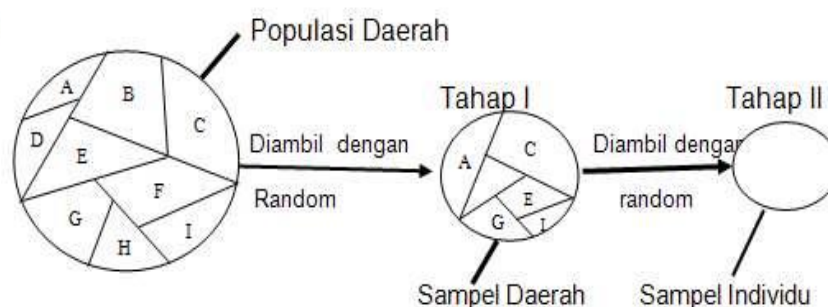 Populasi Daerah
A
B
C
D
E
F
G
H
I
Diambil dengan
Random
Tahap I
A
C
E
G
I
Diambil dengan
random
Tahap II
Sampel Daerah
Sampel Individu